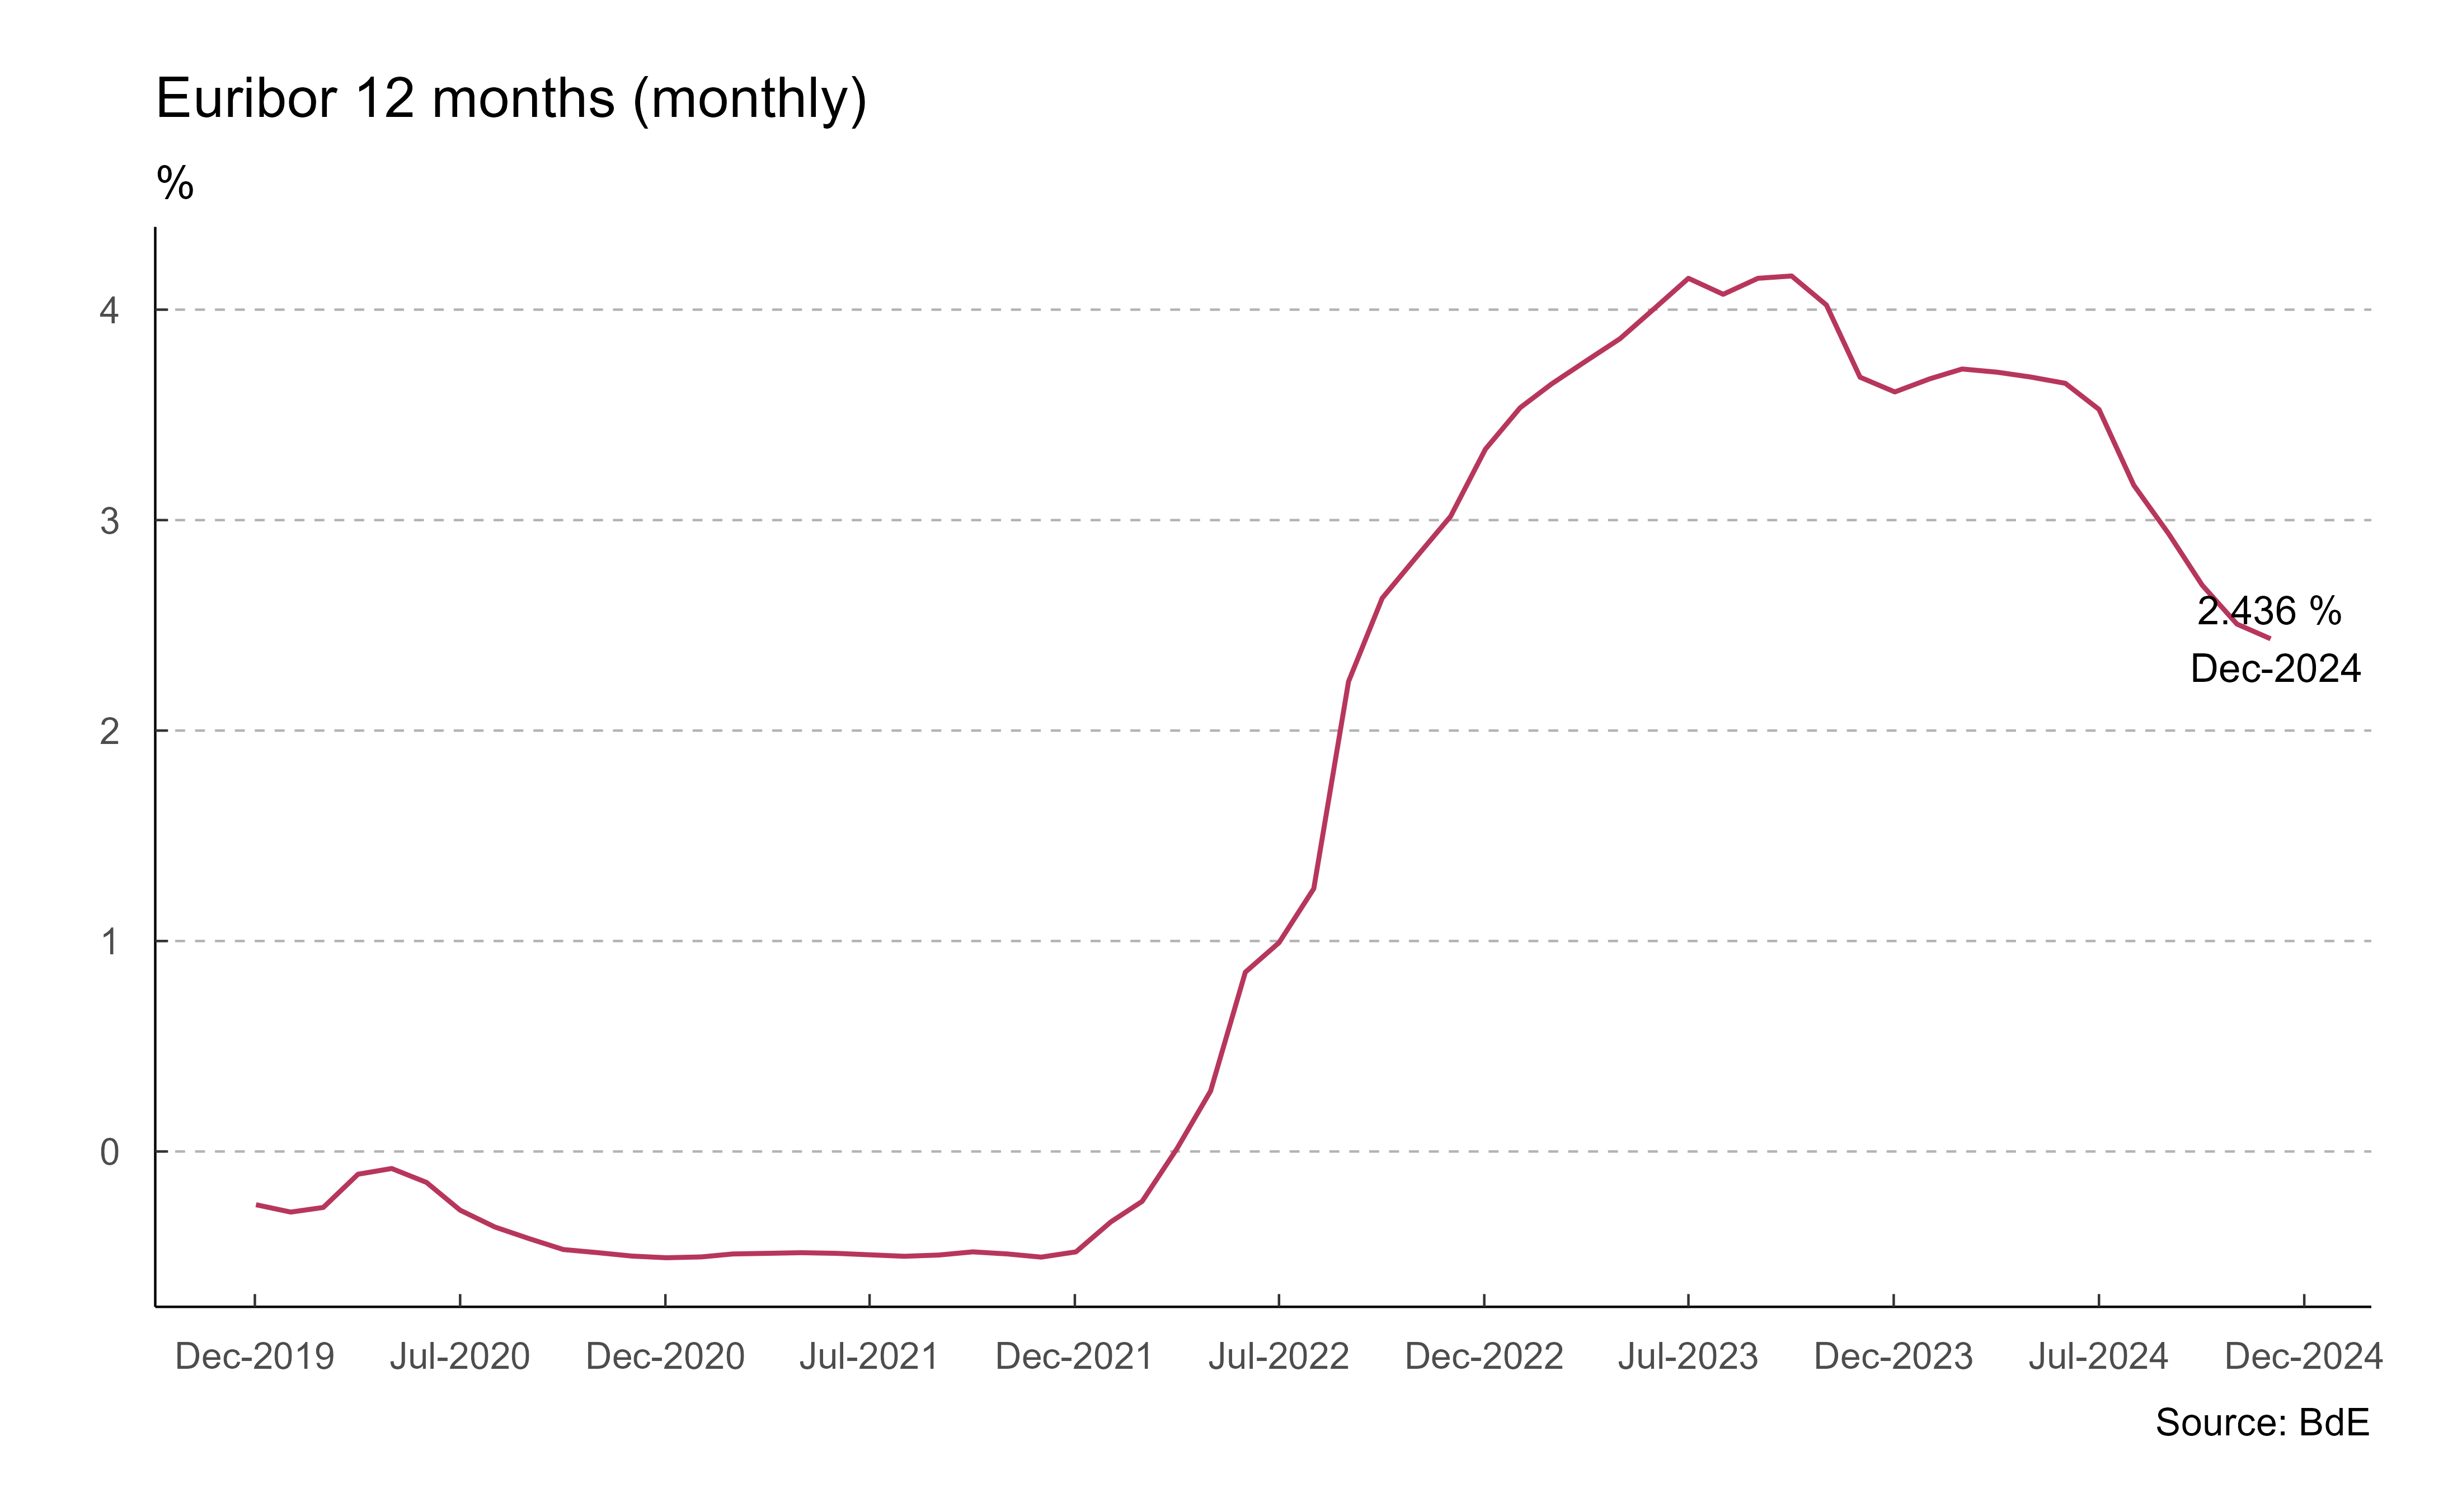 Euribor 12 months (monthly)
%
4
3
2.436 %
Dec-2024
2
1
0
Dec-2019 Jul-2020 Dec-2020 Jul-2021 Dec-2021 Jul-2022 Dec-2022 Jul-2023 Dec-2023 Jul-2024 Dec-2024
Source: BdE